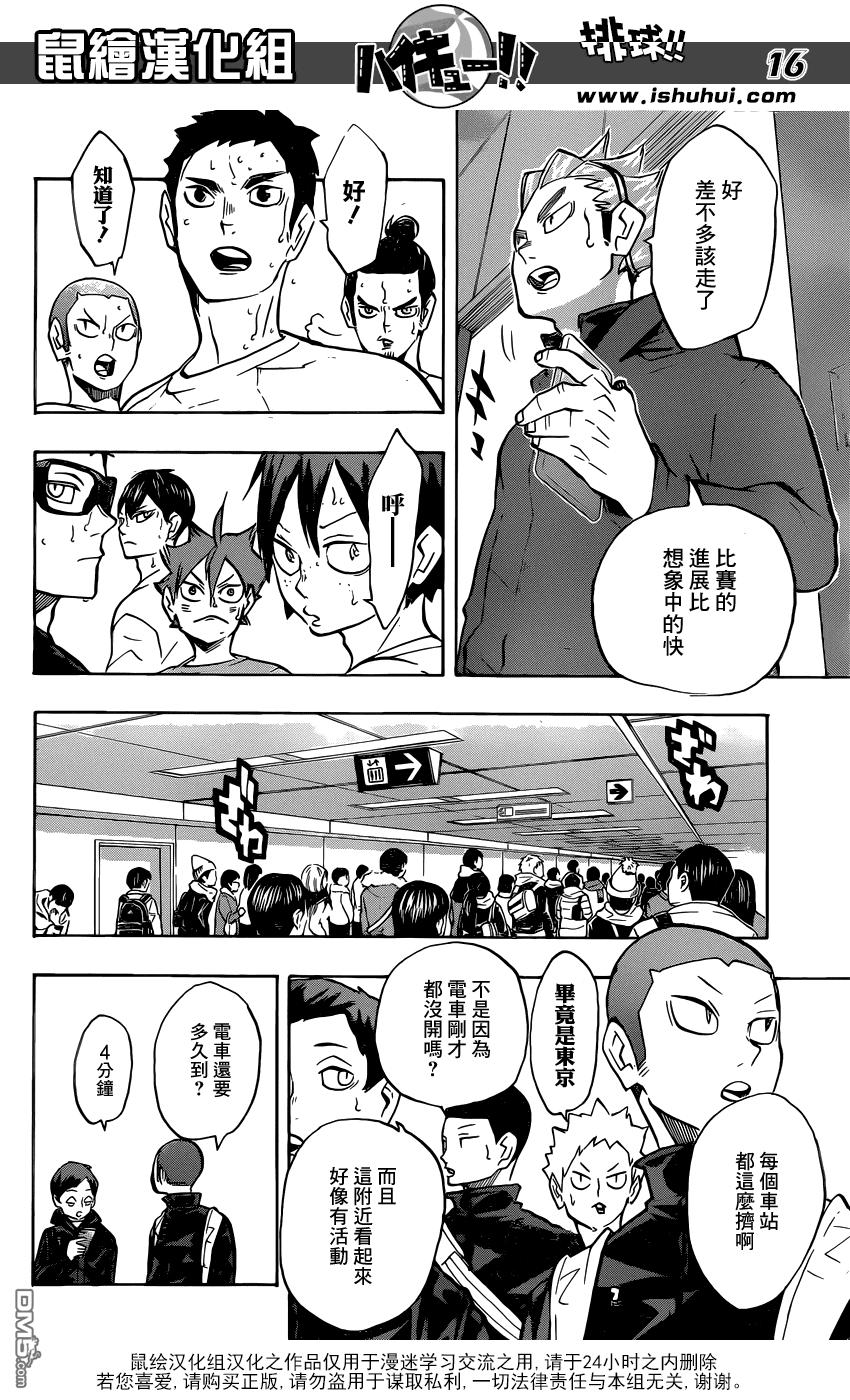 鼠繪漢化組
ハイキュー!!
排球!!
16
www.ishuhui.com
好
差不多該走了
比賽的
進展比
想象中的快
好!
知道了!
呼——
ざわ
ざわ
每個車站
都這麼擠啊
畢竟是東京
不是因為
電車剛才
都沒開嗎?
而且
這附近看起來
好像有活動
電車還要
多久到?
4分鐘
DM5.com
鼠绘汉化组汉化之作品仅用于漫迷学习交流之用, 请于24小时之内删除
若您喜爱, 请购买正版, 请勿用于谋取私利, 一切法律责任与本组无关, 谢谢。